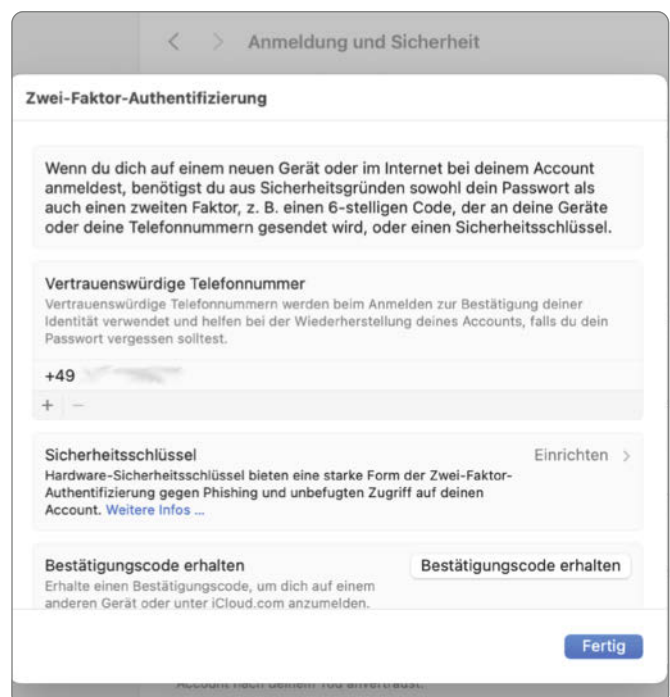 Anmeldung und Sicherheit
Zwei-Faktor-Authentifizierung
Wenn du dich auf einem neuen Gerät oder im Internet bei deinem Account
anmeldest, benötigst du aus Sicherheitsgründen sowohl dein Passwort als
auch einen zweiten Faktor, z. B. einen 6-stelligen Code, der an deine Geräte
oder deine Telefonnummern gesendet wird, oder einen Sicherheitsschlüssel.
Vertrauenswürdige Telefonnummer
Vertrauenswürdige Telefonnummern werden beim Anmelden zur Bestätigung deiner
Identität verwendet und helfen bei der Wiederherstellung deines Accounts, falls du dein
Passwort vergessen solltest.
+49
+ −
Sicherheitsschlüssel Einrichten >
Hardware-Sicherheitsschlüssel bieten eine starke Form der Zwei-Faktor-
Authentifizierung gegen Phishing und unbefugten Zugriff auf deinen
Account. Weitere Infos ...
Bestätigungscode erhalten Bestätigungscode erhalten
Erhalte einen Bestätigungscode, um dich auf einem
anderen Gerät oder unter iCloud.com anzumelden.
Fertig
Account nach deinem Tod anvertraust.